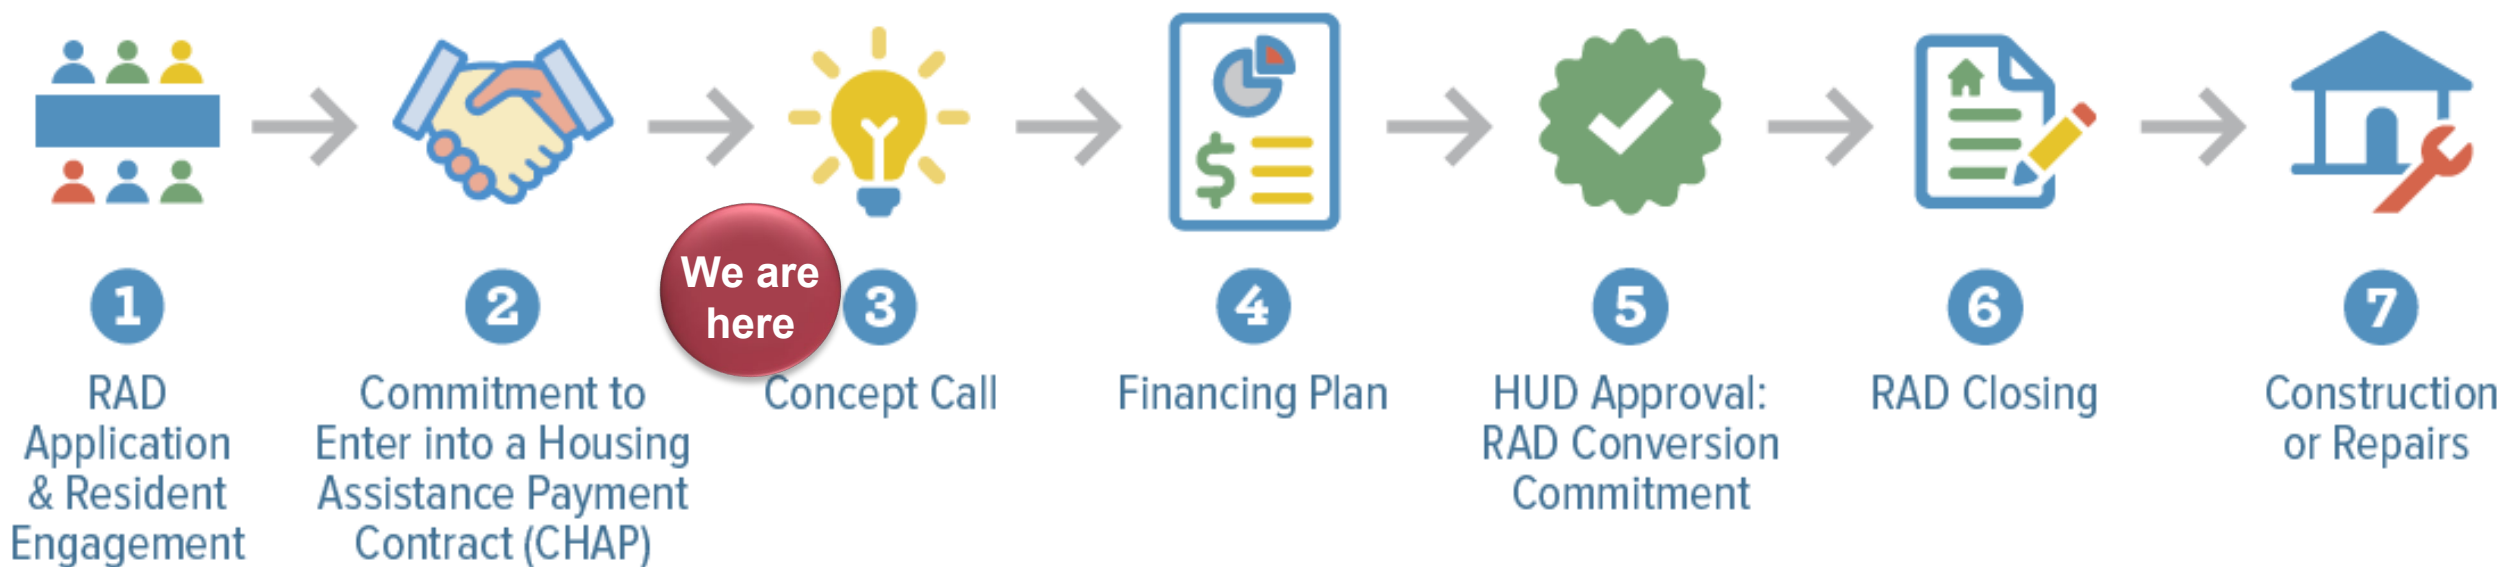 We are
here
1
RAD
Application
& Resident
Engagement
2
Commitment to
Enter into a Housing
Assistance Payment
Contract (CHAP)
3
Concept Call
$
4
Financing Plan
5
HUD Approval:
RAD Conversion
Commitment
6
RAD Closing
7
Construction
or Repairs